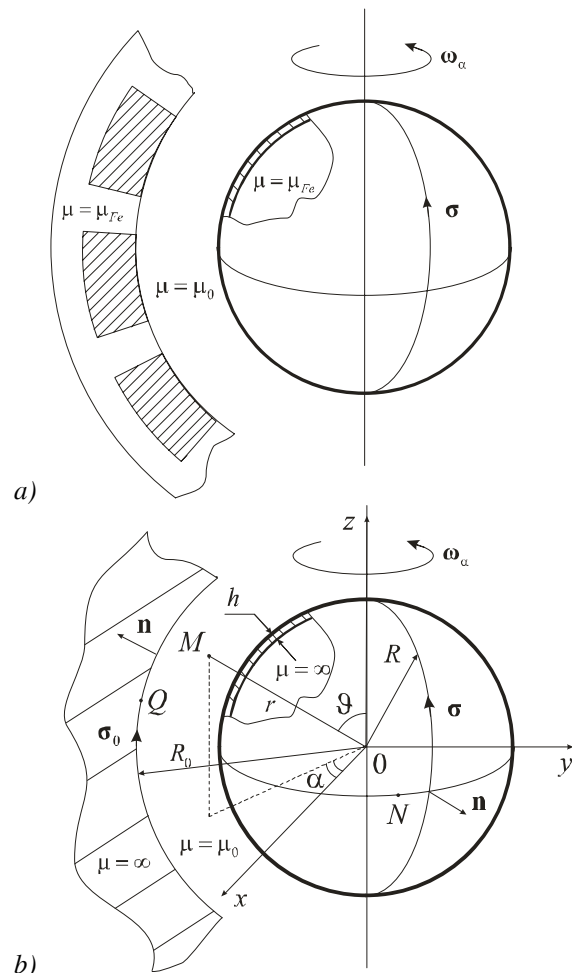 ω_α
μ = μ_Fe
μ = μ_Fe
σ
μ = μ_0
a)
z
ω_α
h
n
M
μ = ∞
R
r
ϑ
σ
Q
σ_0
R_0
α
0
y
N
n
μ = μ_0
μ = ∞
x
b)